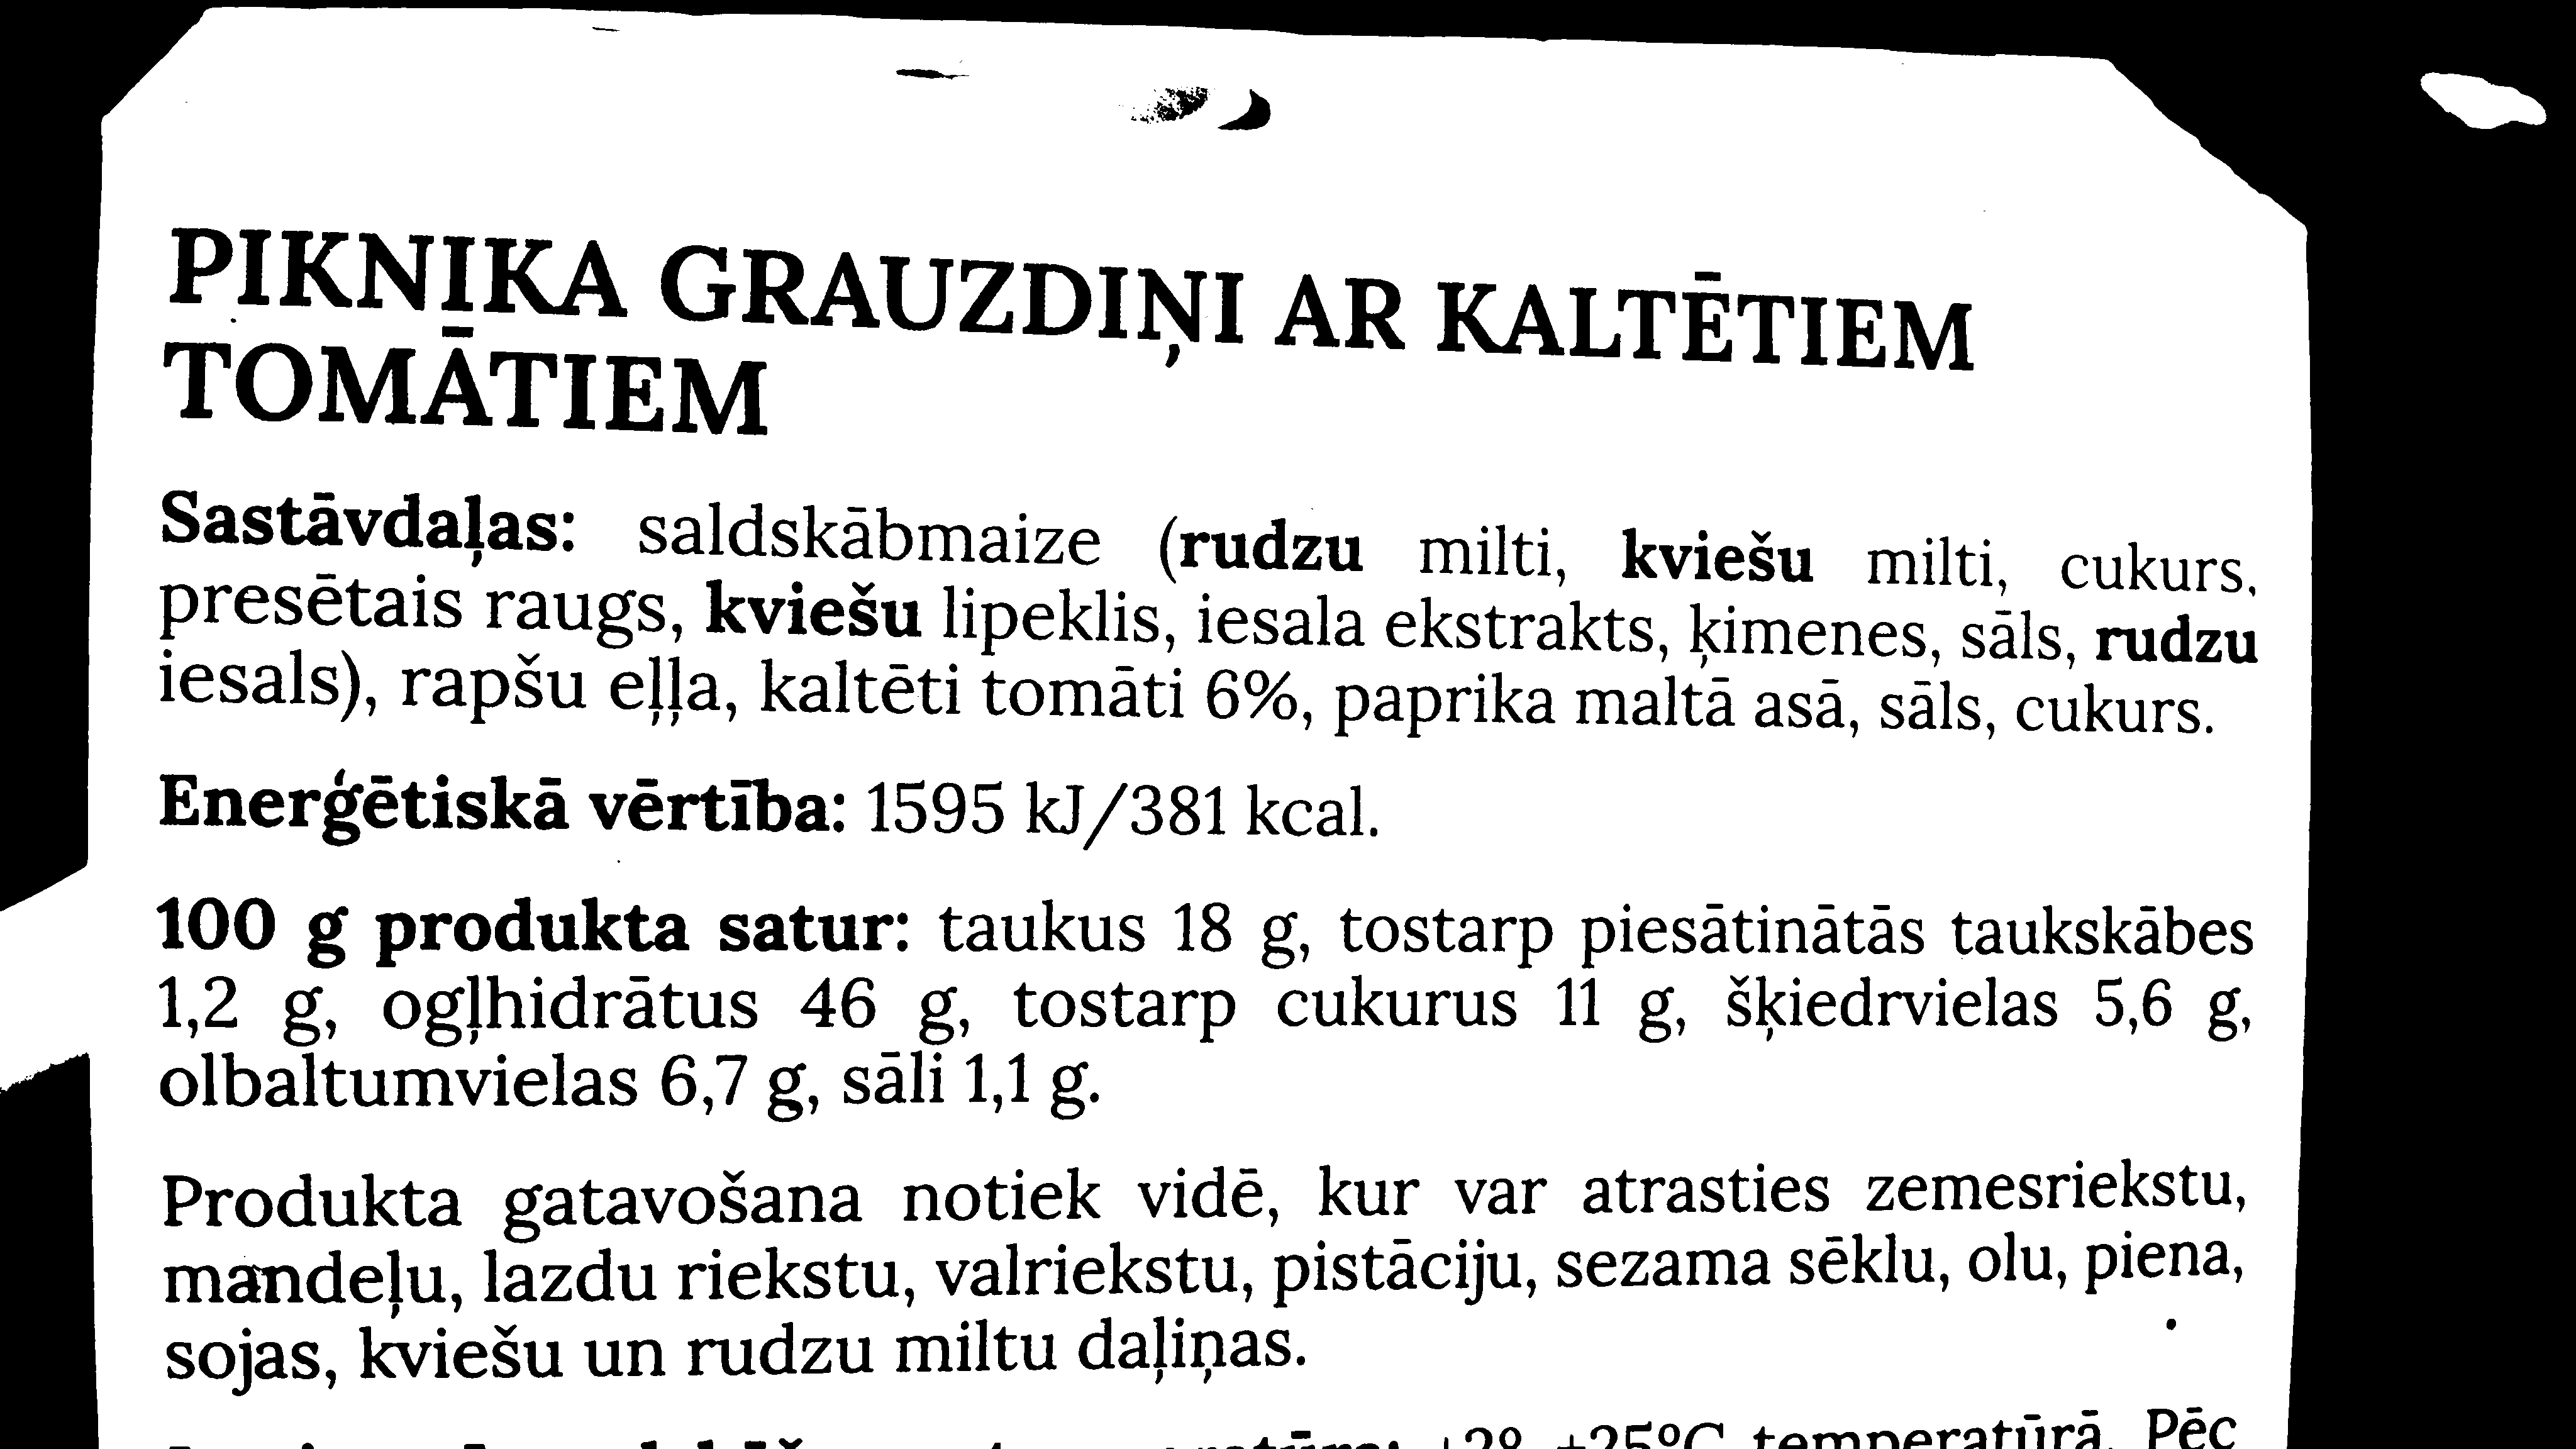 PIKNIKA GRAUZDIŅI AR KALTĒTIEM
TOMĀTIEM
Sastāvdaļas: saldskābmaize (rudzu milti, kviešu milti, cukurs,
presētais raugs, kviešu lipeklis, iesala ekstrakts, ķimenes, sāls, rudzu
iesals), rapšu eļļa, kaltēti tomāti 6%, paprika maltā asā, sāls, cukurs.
Enerģētiskā vērtība: 1595 kJ/381 kcal.
100 g produkta satur: taukus 18 g, tostarp piesātinātās taukskābes
1,2 g, ogļhidrātus 46 g, tostarp cukurus 11 g, šķiedrvielas 5,6 g,
olbaltumvielas 6,7 g, sāli 1,1 g.
Produkta gatavošana notiek vidē, kur var atrasties zemesriekstu,
mandeļu, lazdu riekstu, valriekstu, pistāciju, sezama sēklu, olu, piena,
sojas, kviešu un rudzu miltu daļiņas.
+25ºC temperatūrā. Pēc